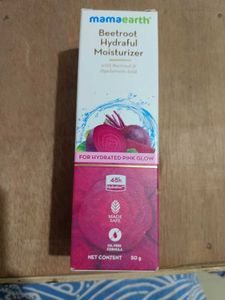 mamaearth
Beetroot
Hydraful
Moisturizer
with Beetroot &
Hyaluronic Acid
FOR HYDRATED PINK GLOW
48h
MADE
SAFE
OIL-FREE
FORMULA
NET CONTENT
50 g